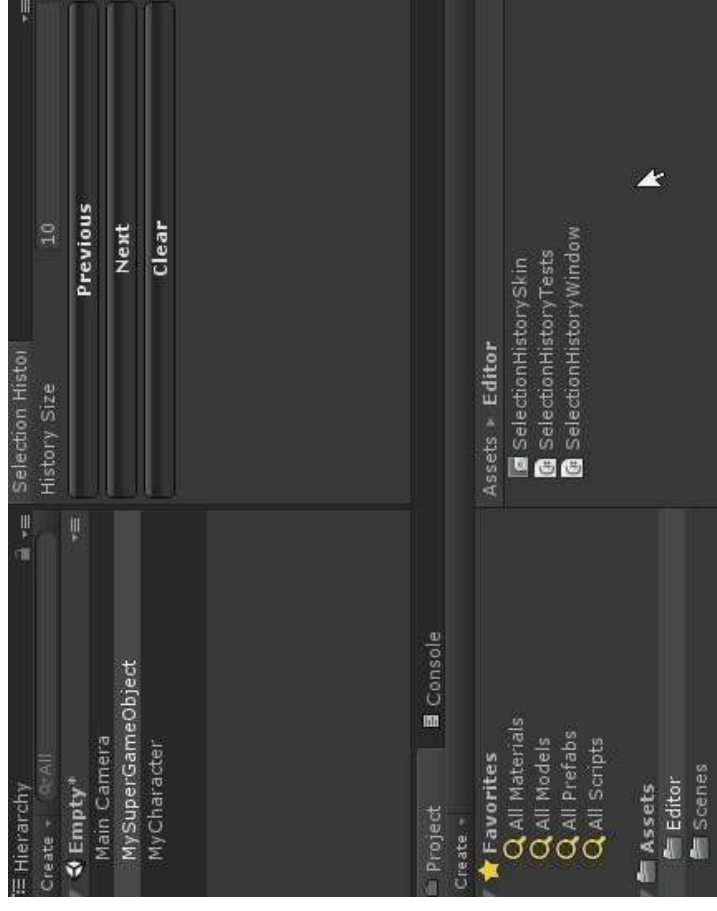 Hierarchy
Create
All
Empty*
Main Camera
MySuperGameObject
MyCharacter
Selection Histor
History Size 10
Previous
Next
Clear
Project
Console
Create
Favorites
All Materials
All Models
All Prefabs
All Scripts
Assets
Editor
Scenes
Assets Editor
SelectionHistorySkin
SelectionHistoryTests
SelectionHistoryWindow